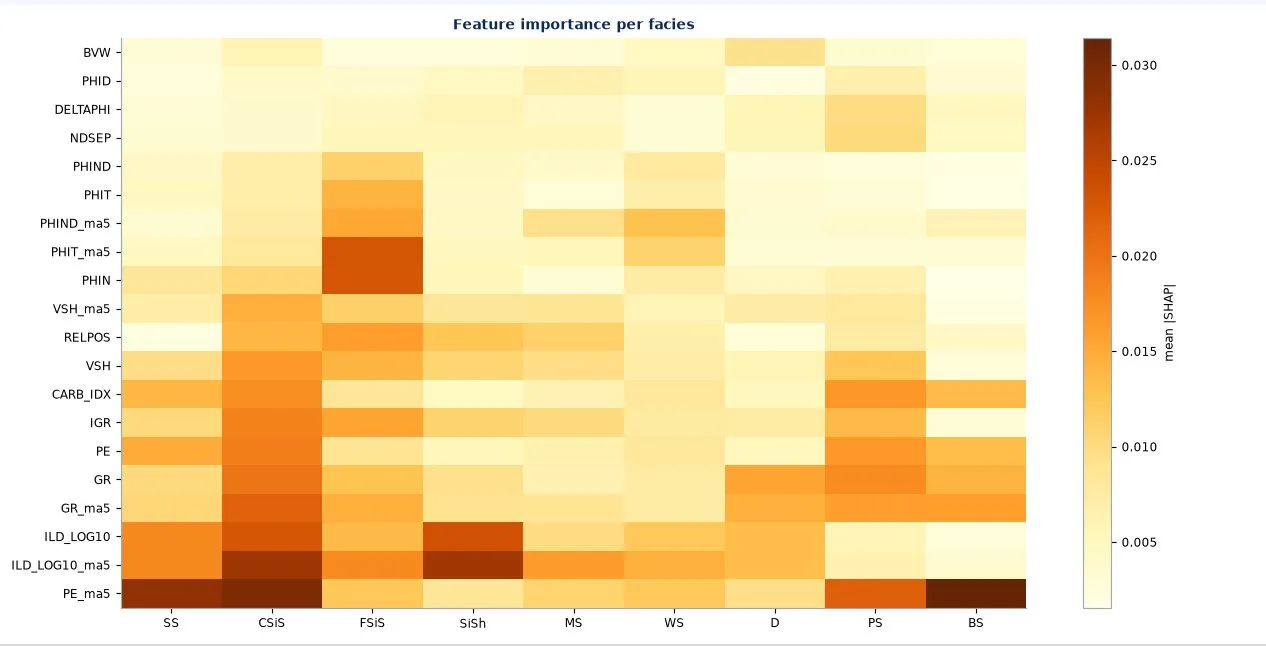 Feature importance per facies
BVW
PHID
DELTAPHI
NDSEP
PHIND
PHIT
PHIND_ma5
PHIT_ma5
PHIN
VSH_ma5
RELPOS
VSH
CARB_IDX
IGR
PE
GR
GR_ma5
ILD_LOG10
ILD_LOG10_ma5
PE_ma5
SS CSiS FSiS SiSh MS WS D PS BS
0.030
0.025
0.020
0.015
0.010
0.005
mean |SHAP|